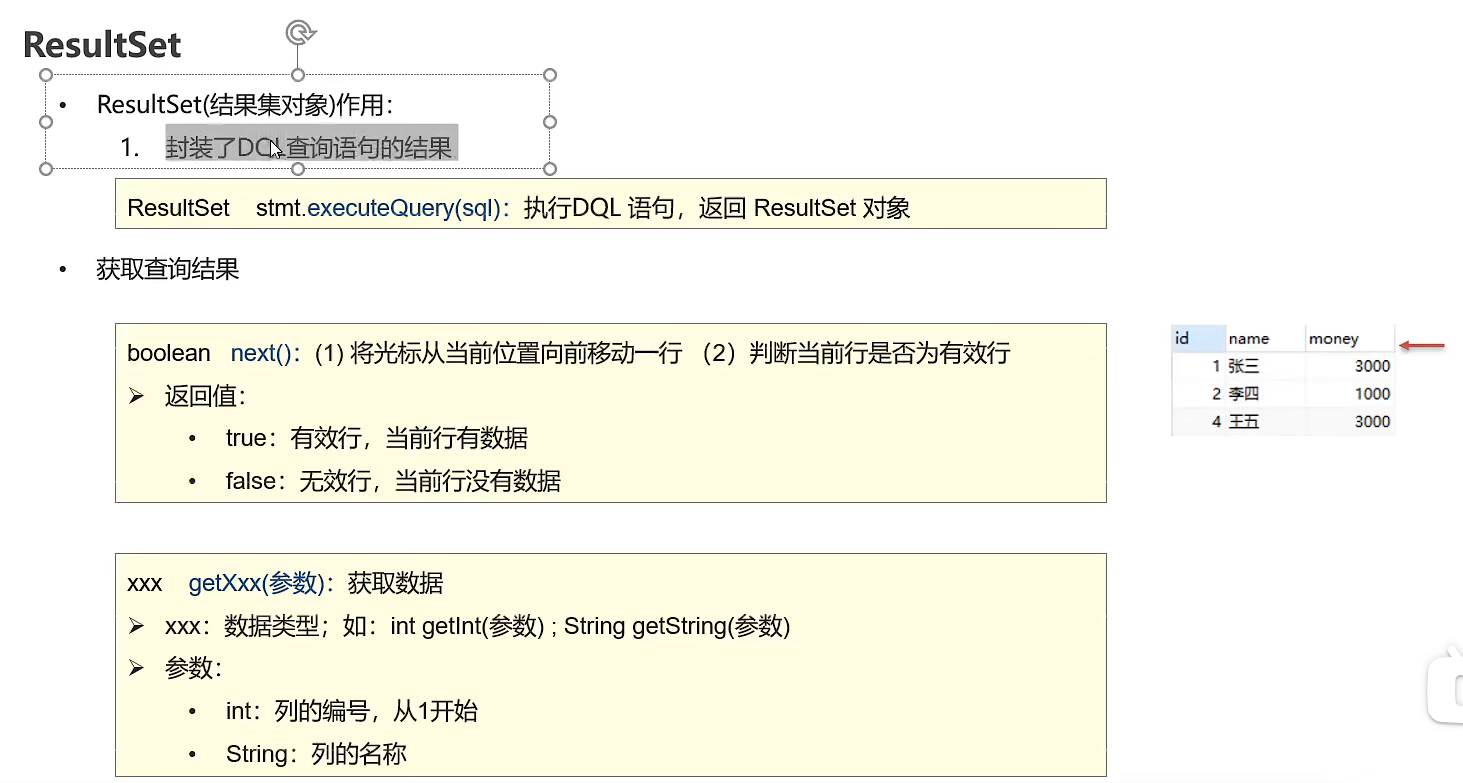 ResultSet
• ResultSet(结果集对象)作用：
1. 封装了DQL查询语句的结果
ResultSet stmt.executeQuery(sql)：执行DQL 语句，返回 ResultSet 对象
• 获取查询结果
boolean next()：(1) 将光标从当前位置向前移动一行 （2）判断当前行是否为有效行
➢ 返回值：
• true：有效行，当前行有数据
• false：无效行，当前行没有数据
id name money
1 张三 3000
2 李四 1000
4 王五 3000
xxx getXxx(参数)：获取数据
➢ xxx：数据类型；如：int getInt(参数) ; String getString(参数)
➢ 参数：
• int：列的编号，从1开始
• String：列的名称